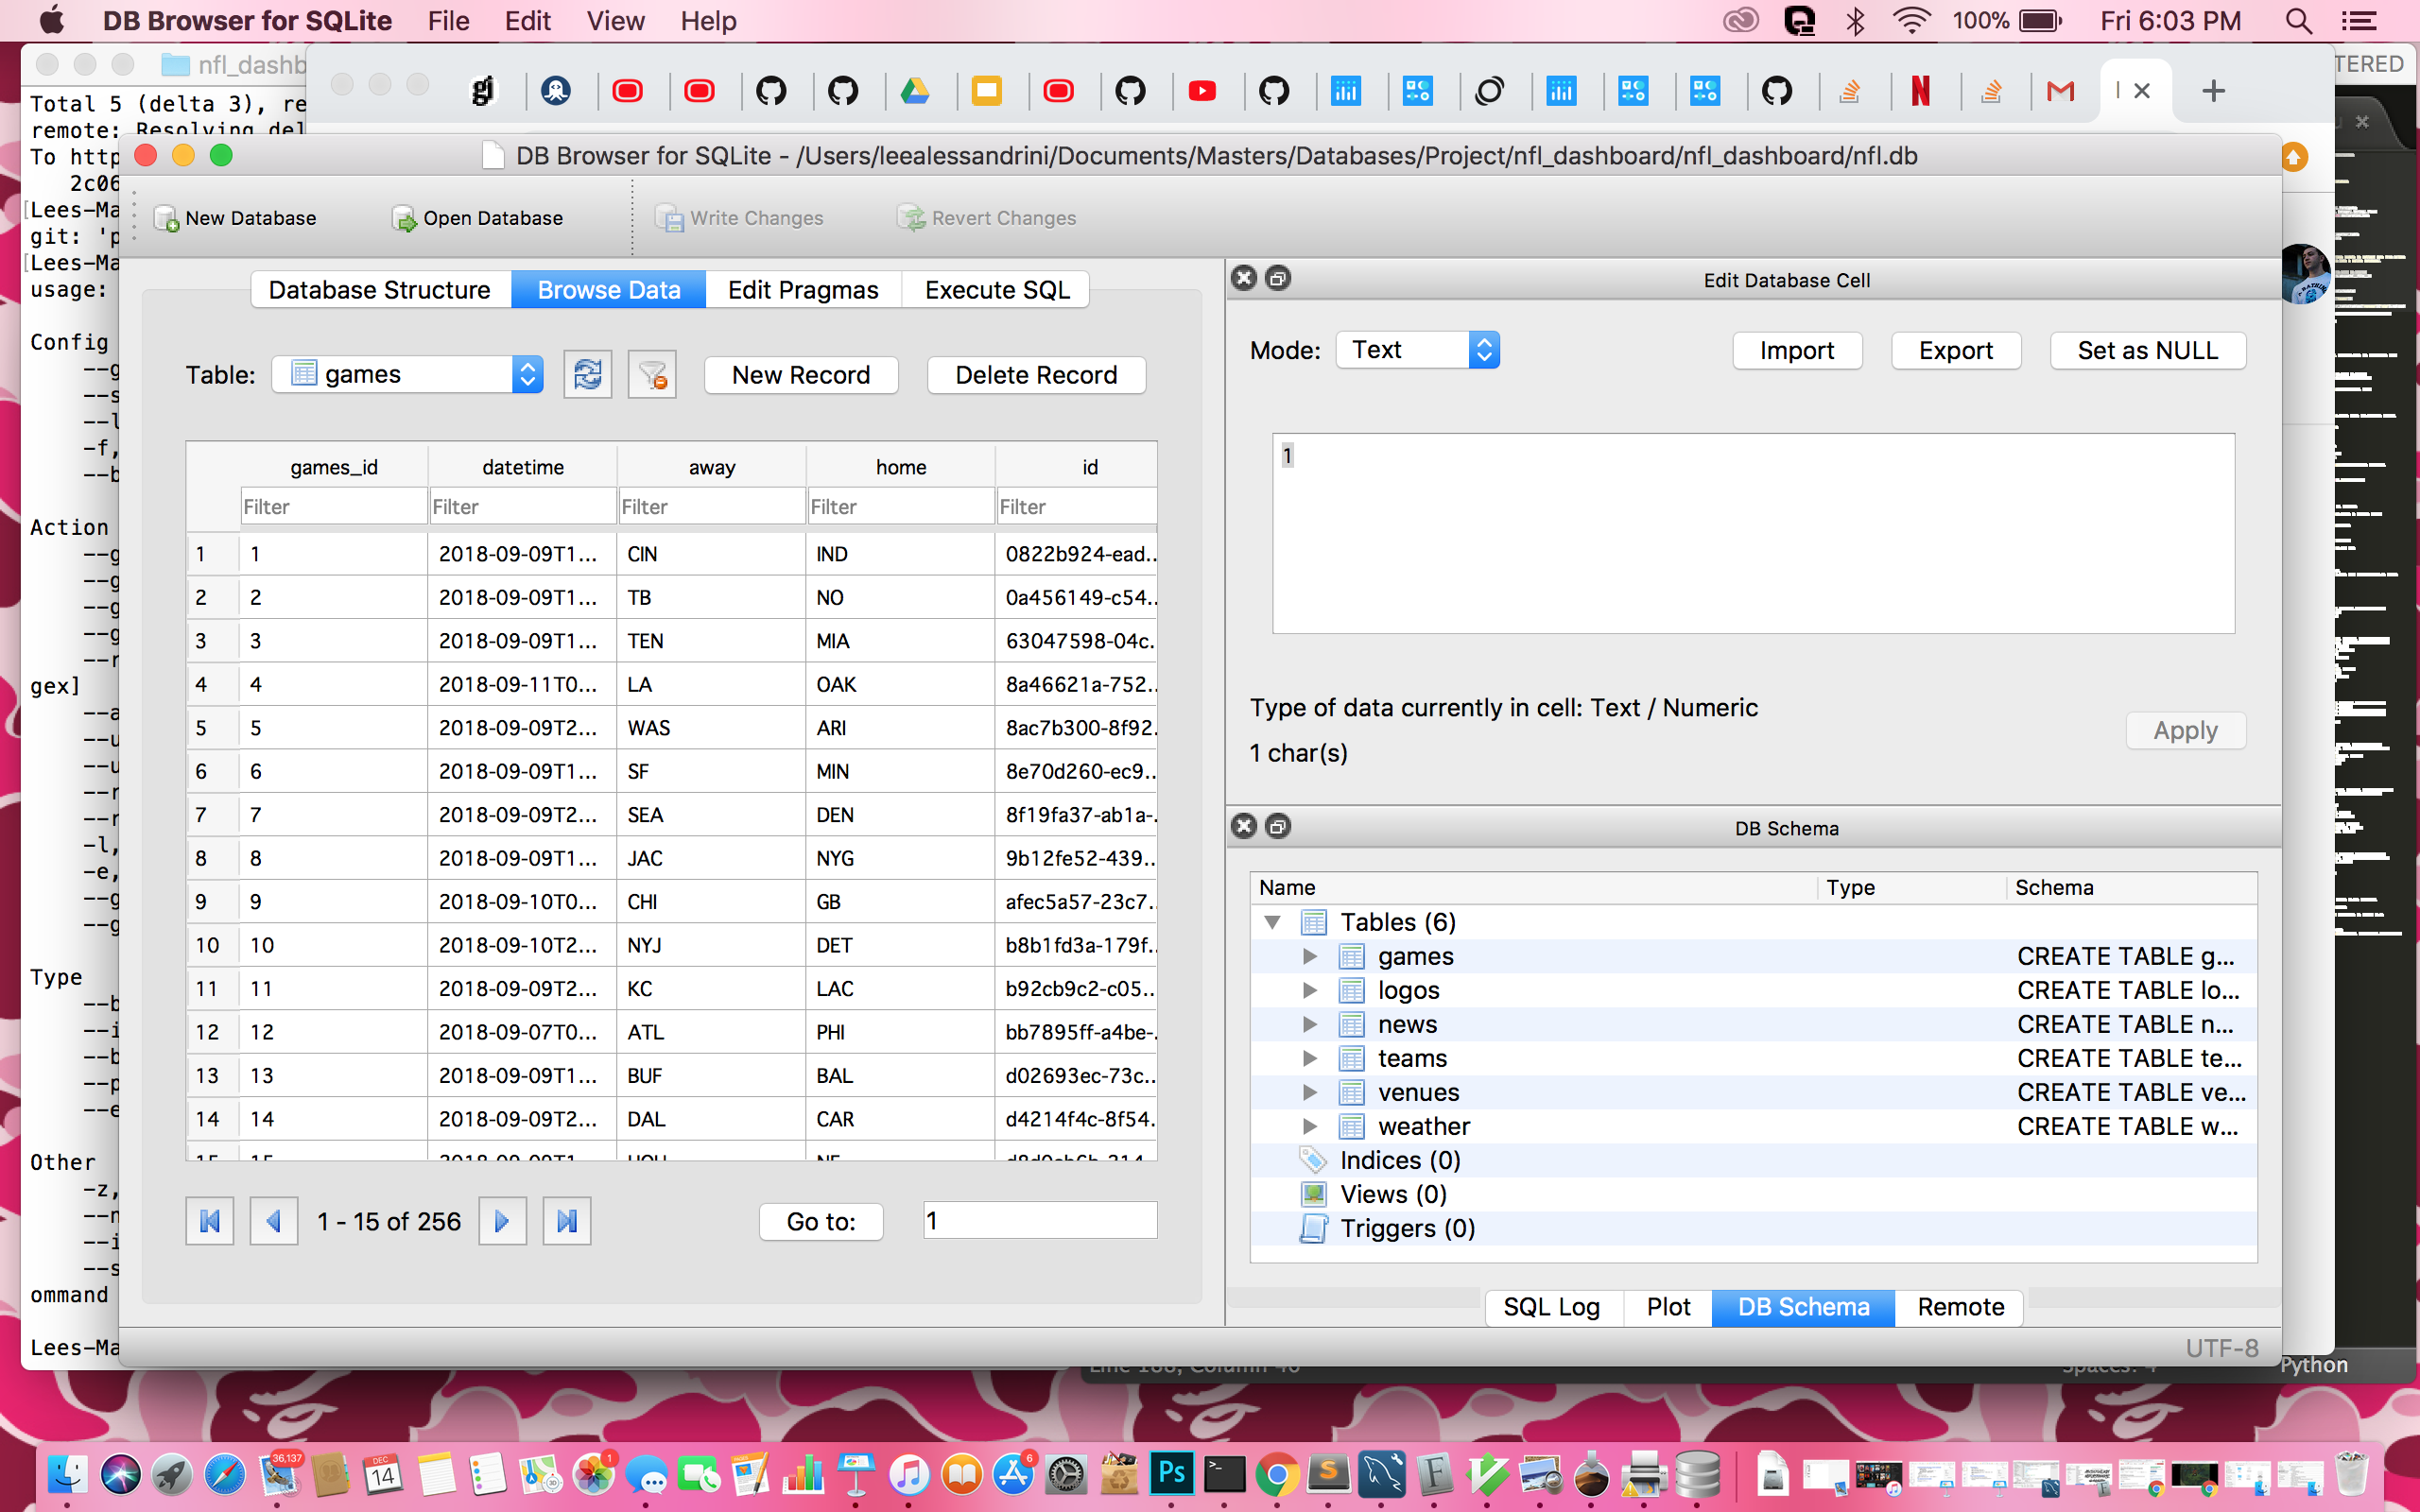 DB Browser for SQLite File Edit View Help 100% Fri 6:03 PM
nfl_dashb
TERED
Total 5 (delta 3), re
remote: Resolving del
To http
2c06
[Lees-Ma
git: 'p
[Lees-Ma
usage:
Config
--g
--s
--l
-f,
--b
Action
--g
--g
--g
--g
--r
gex]
--a
--u
--u
--r
--r
-l,
-e,
--g
--g
Type
--b
--i
--b
--p
--e
Other
-z,
--n
--i
--s
ommand
Lees-Ma
DB Browser for SQLite - /Users/leealessandrini/Documents/Masters/Databases/Project/nfl_dashboard/nfl_dashboard/nfl.db
New Database Open Database Write Changes Revert Changes
Database Structure Browse Data Edit Pragmas Execute SQL
Table: games New Record Delete Record
games_id datetime away home id
Filter Filter Filter Filter Filter
1 1 2018-09-09T1... CIN IND 0822b924-ead...
2 2 2018-09-09T1... TB NO 0a456149-c54...
3 3 2018-09-09T1... TEN MIA 63047598-04c...
4 4 2018-09-11T0... LA OAK 8a46621a-752...
5 5 2018-09-09T2... WAS ARI 8ac7b300-8f92...
6 6 2018-09-09T1... SF MIN 8e70d260-ec9...
7 7 2018-09-09T2... SEA DEN 8f19fa37-ab1a-...
8 8 2018-09-09T1... JAC NYG 9b12fe52-439...
9 9 2018-09-10T0... CHI GB afec5a57-23c7...
10 10 2018-09-10T2... NYJ DET b8b1fd3a-179f...
11 11 2018-09-09T2... KC LAC b92cb9c2-c05...
12 12 2018-09-07T0... ATL PHI bb7895ff-a4be-...
13 13 2018-09-09T1... BUF BAL d02693ec-73c...
14 14 2018-09-09T2... DAL CAR d4214f4c-8f54...
15 15 2018-09-09T1... HOU NE
1 - 15 of 256 Go to: 1
Edit Database Cell
Mode: Text Import Export Set as NULL
1
Type of data currently in cell: Text / Numeric
1 char(s)
Apply
DB Schema
Name Type Schema
Tables (6)
games CREATE TABLE g...
logos CREATE TABLE lo...
news CREATE TABLE n...
teams CREATE TABLE te...
venues CREATE TABLE ve...
weather CREATE TABLE w...
Indices (0)
Views (0)
Triggers (0)
SQL Log Plot DB Schema Remote
UTF-8
Python
36,137
DEC
14
1
6
Ps